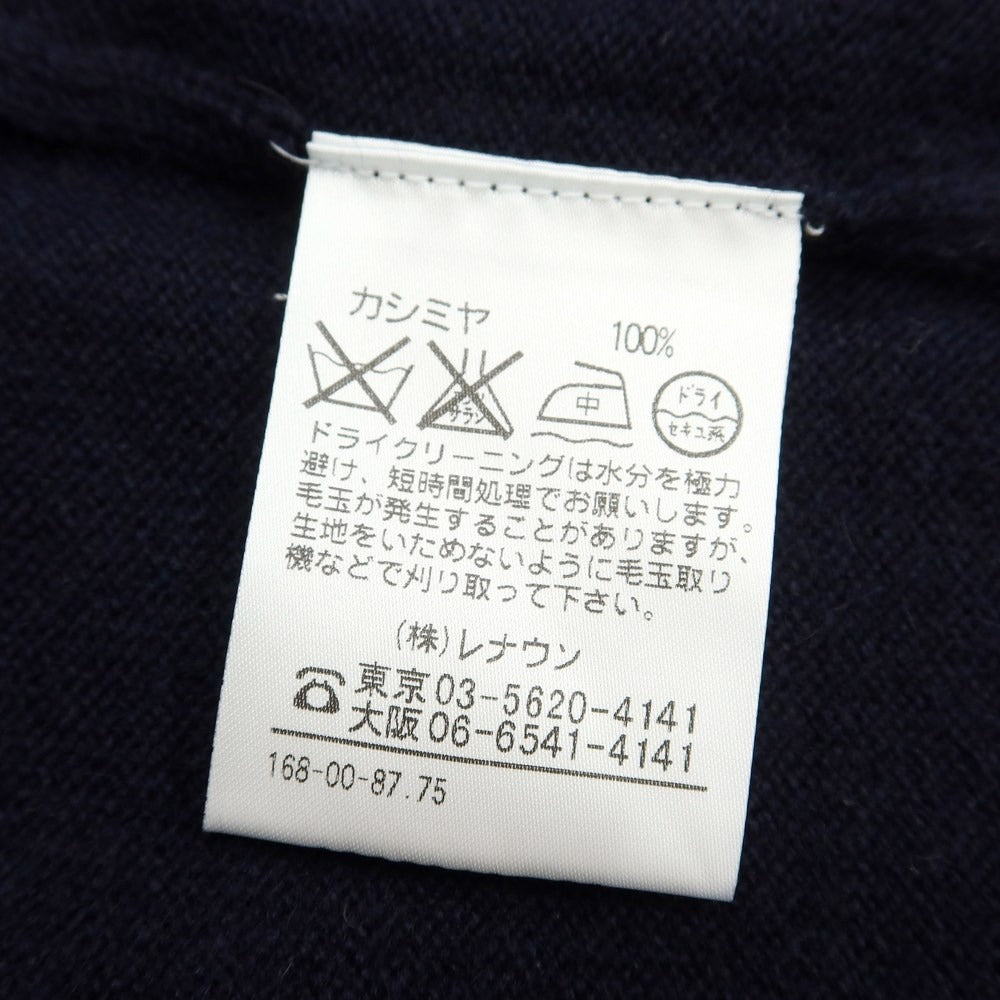 カシミヤ 100%
サラシ 中 ドライ
セキユ系
ドライクリーニングは水分を極力
避け、短時間処理でお願いします。
毛玉が発生することがありますが、
生地をいためないように毛玉取り
機などで刈り取って下さい。
(株)レナウン
東京03-5620-4141
大阪06-6541-4141
168-00-87.75